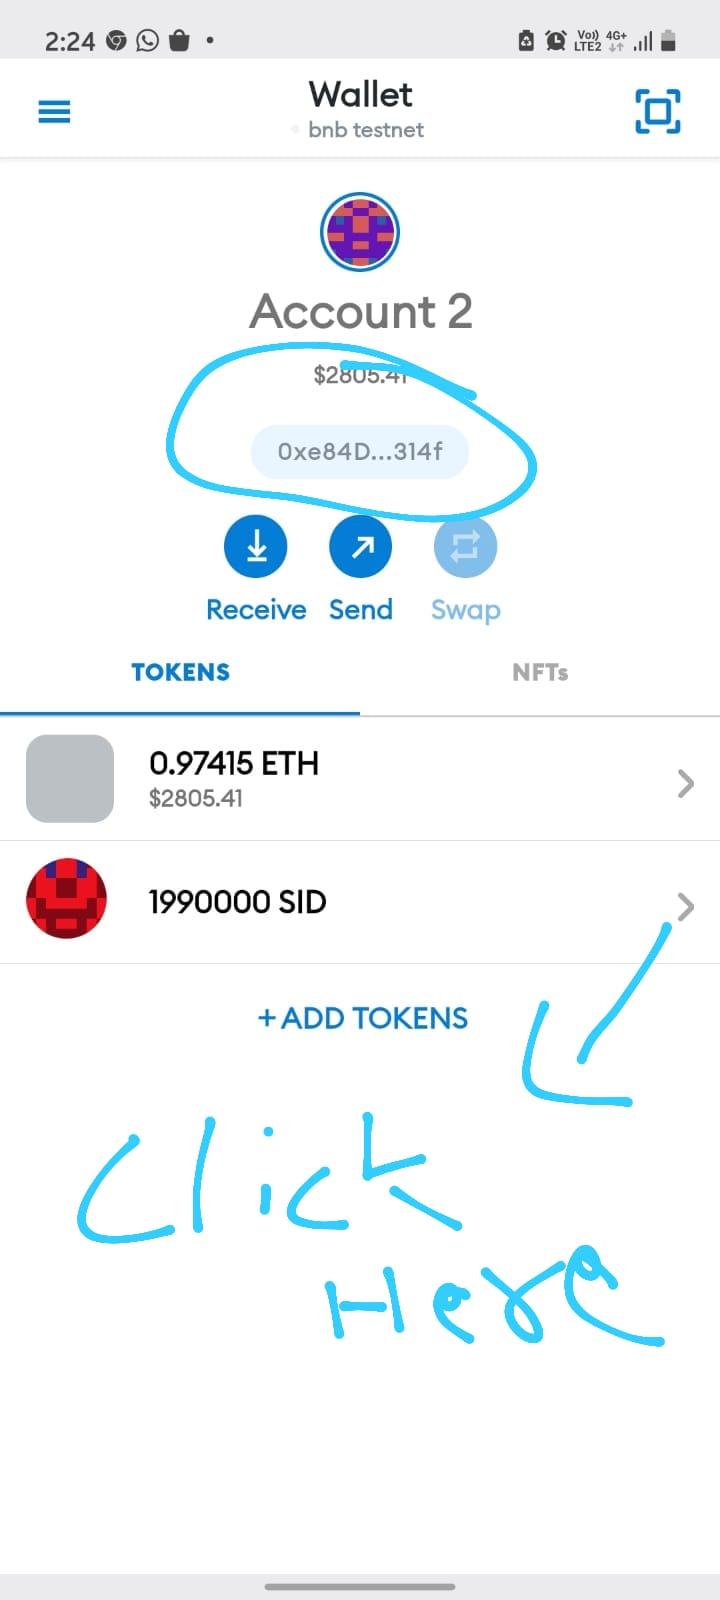 2:24
Vo)) 4G+
LTE2
Wallet
bnb testnet
Account 2
$2805.41
0xe84D...314f
Receive Send Swap
TOKENS NFTs
0.97415 ETH
$2805.41
1990000 SID
+ ADD TOKENS
Click
Here